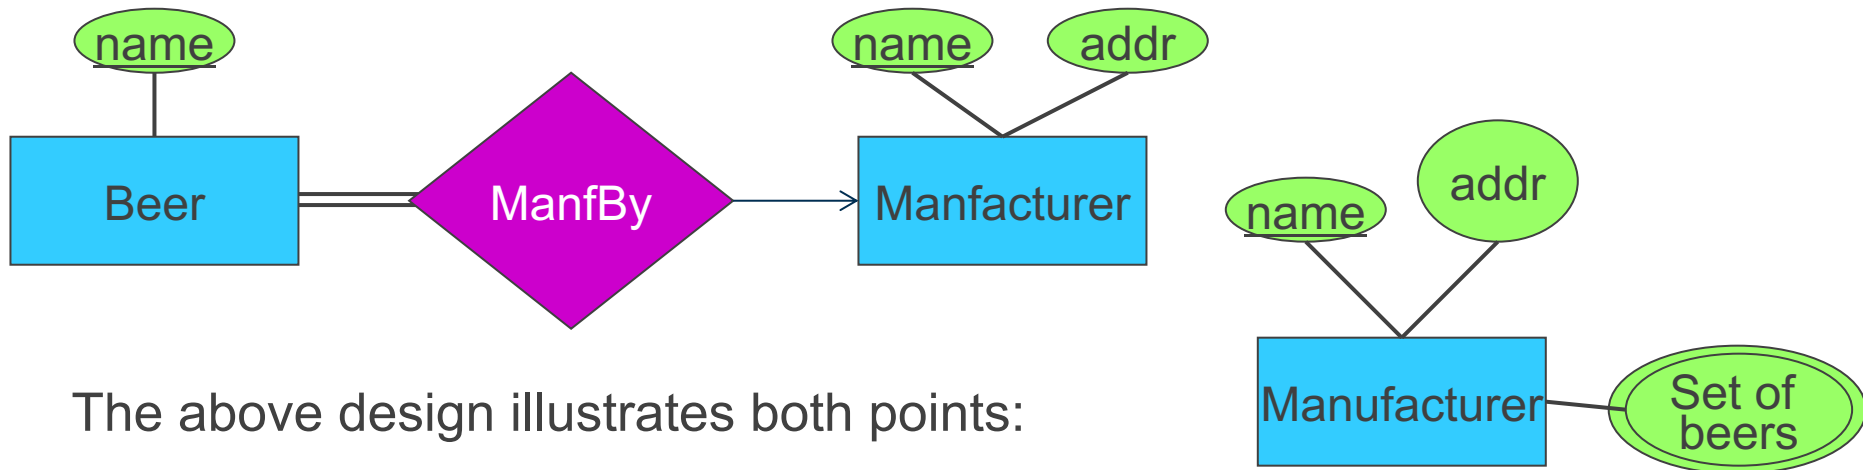 name
name
addr
Beer
ManfBy
Manfacturer
name
addr
Manufacturer
Set of
beers
The above design illustrates both points: